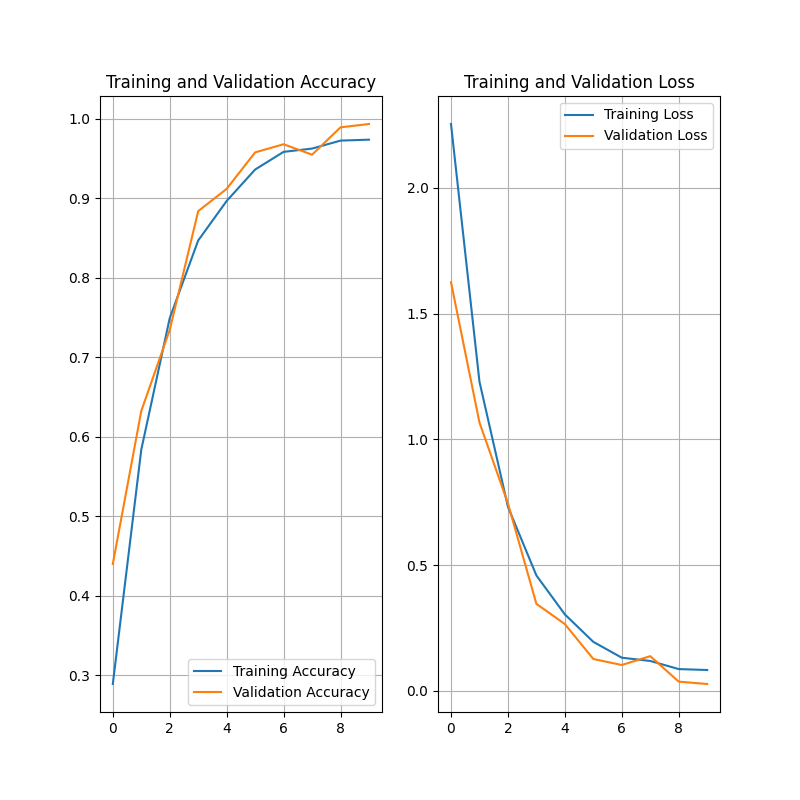 Training and Validation Accuracy
1.0
0.9
0.8
0.7
0.6
0.5
0.4
0.3
Training Accuracy
Validation Accuracy
0 2 4 6 8
Training and Validation Loss
Training Loss
Validation Loss
2.0
1.5
1.0
0.5
0.0
0 2 4 6 8